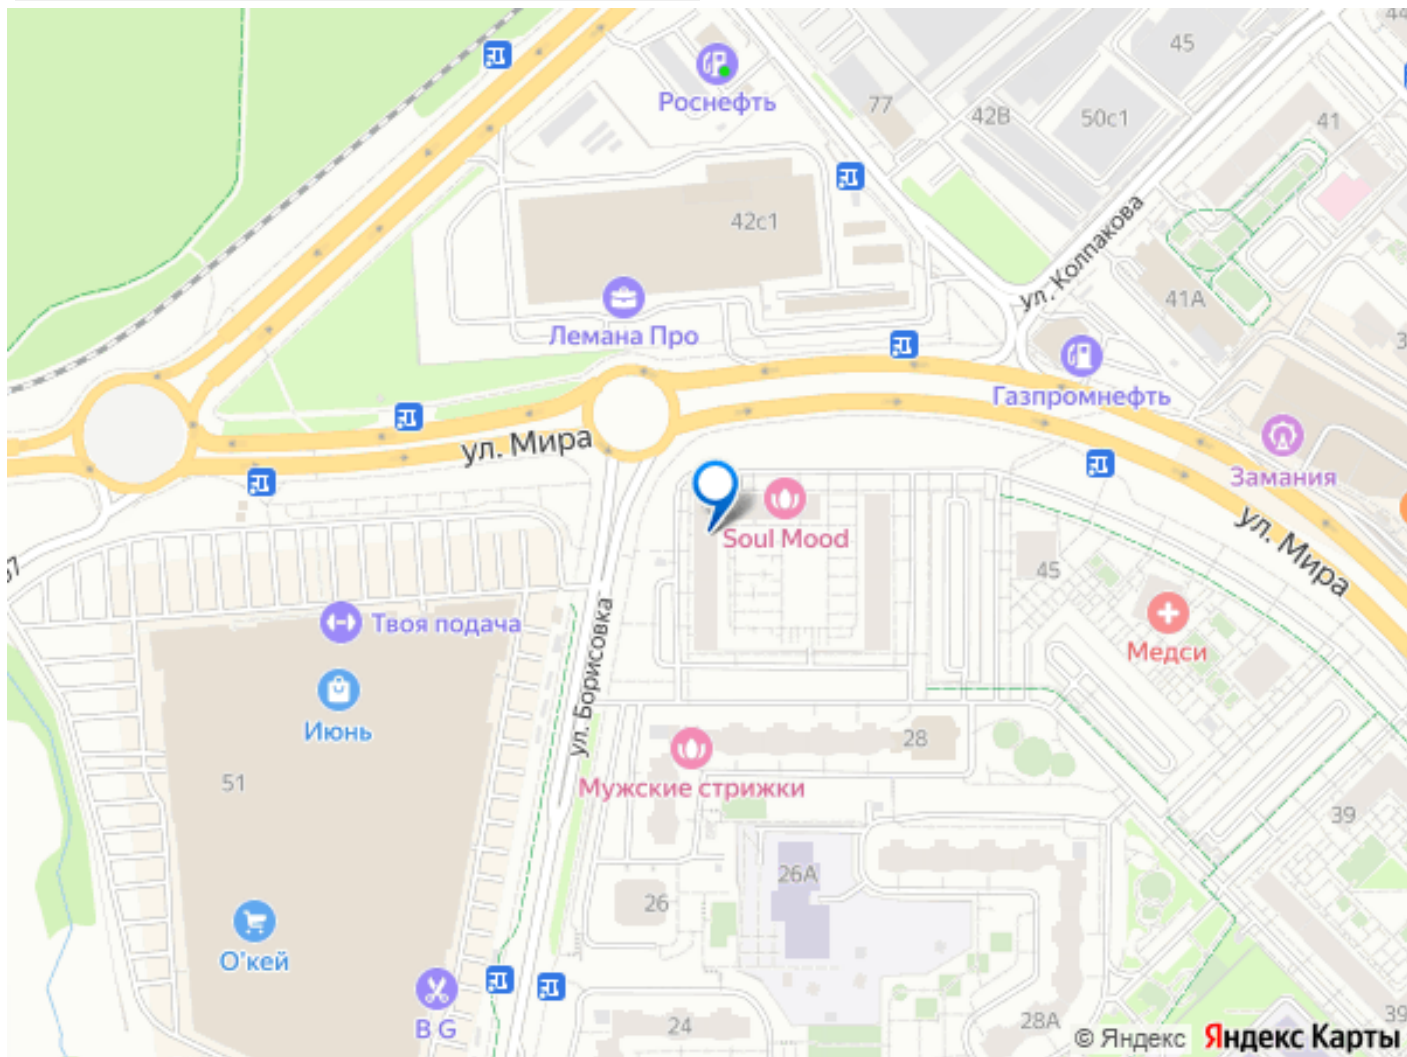 44
45
Роснефть
77
42В
50с1
41
42с1
ул. Колпакова
41А
Лемана Про
Газпромнефть
ул. Мира
Замания
Soul Mood
ул. Мира
45
Твоя подача
Медси
ул. Борисовка
Июнь
28
51
Мужские стрижки
39
26А
26
О'кей
B G
24
28А
39
© Яндекс Яндекс Карты